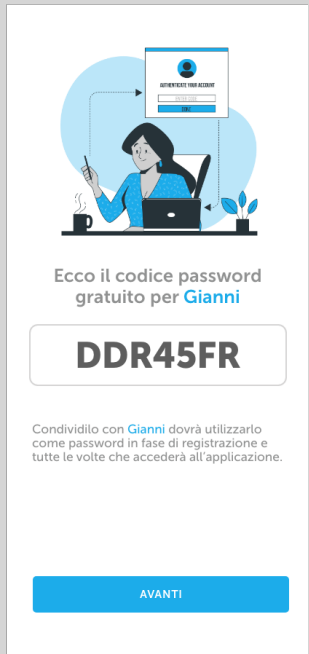 AUTHENTICATE YOUR ACCOUNT
Ecco il codice password
gratuito per Gianni
DDR45FR
Condividilo con Gianni dovrà utilizzarlo
come password in fase di registrazione e
tutte le volte che accederà all'applicazione.
AVANTI